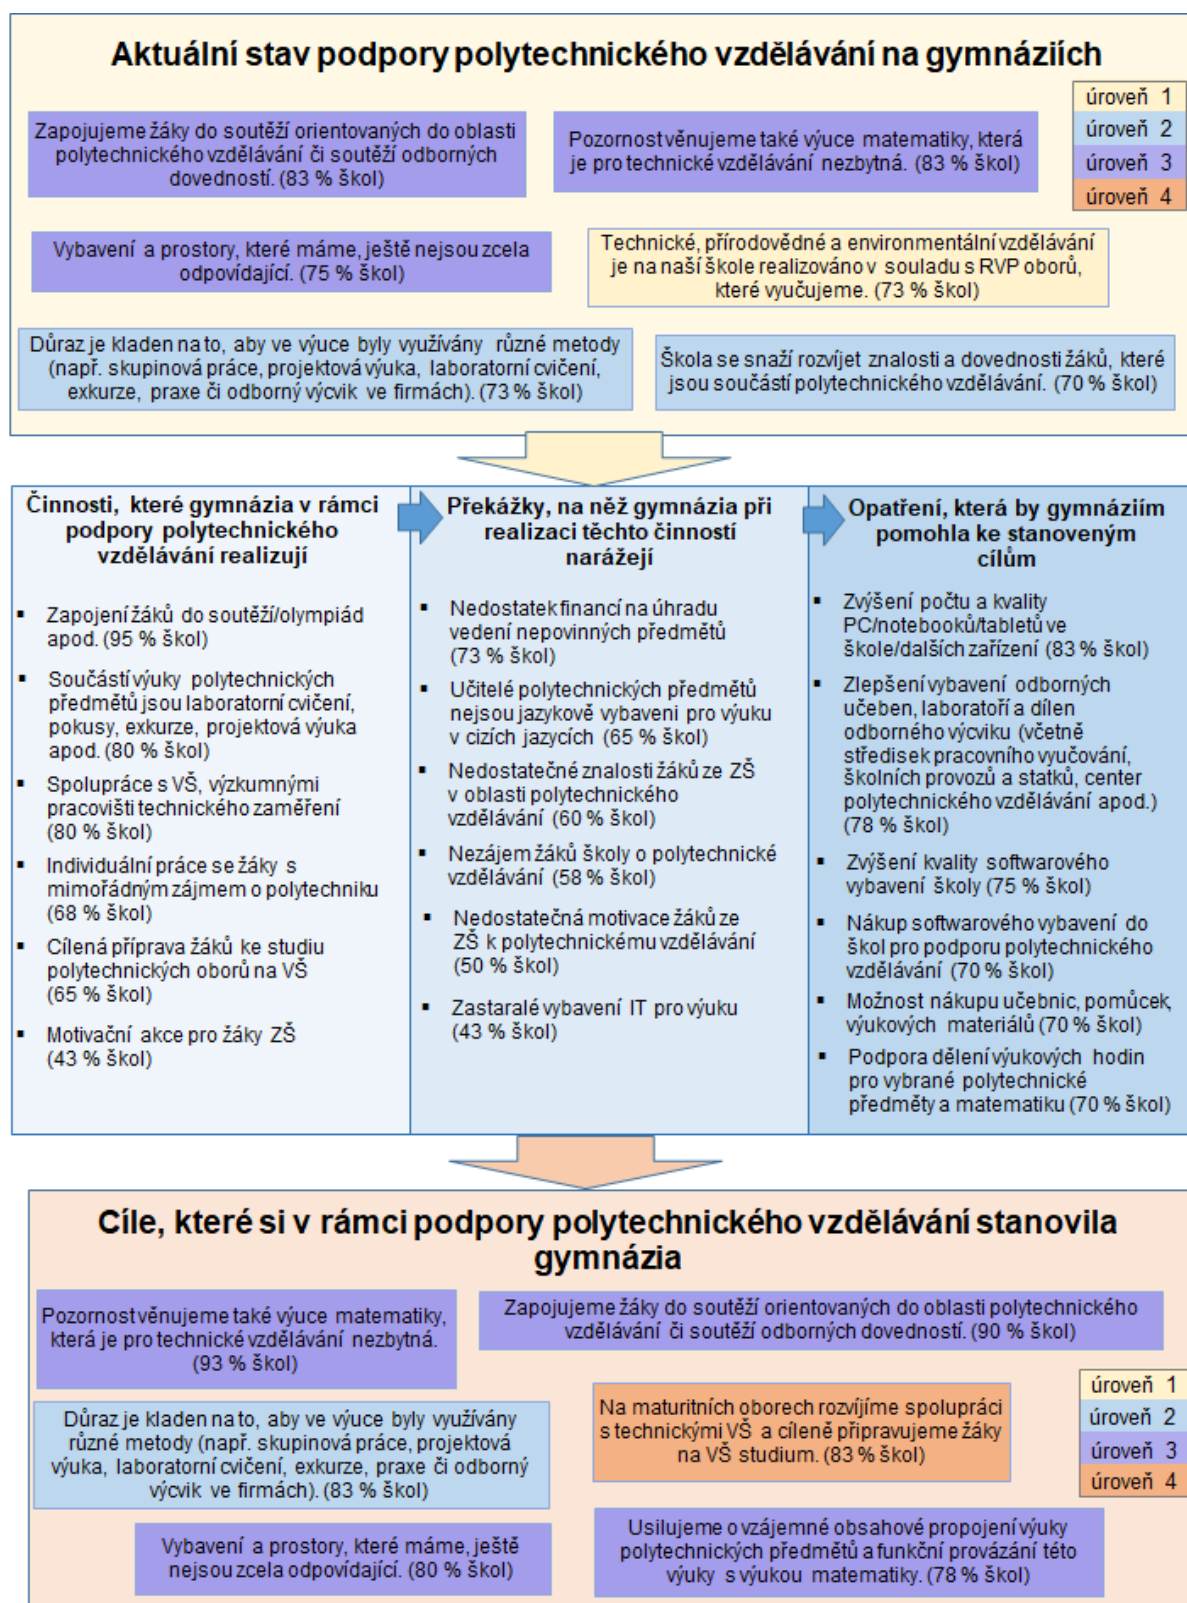 Aktuální stav podpory polytechnického vzdělávání na gymnáziích
úroveň 1
úroveň 2
úroveň 3
úroveň 4
Zapojujeme žáky do soutěží orientovaných do oblasti
polytechnického vzdělávání či soutěží odborných
dovedností. (83 % škol)
Pozornost věnujeme také výuce matematiky, která
je pro technické vzdělávání nezbytná. (83 % škol)
Vybavení a prostory, které máme, ještě nejsou zcela
odpovídající. (75 % škol)
Technické, přírodovědné a environmentální vzdělávání
je na naší škole realizováno v souladu s RVP oborů,
které vyučujeme. (73 % škol)
Důraz je kladen na to, aby ve výuce byly využívány různé metody
(např. skupinová práce, projektová výuka, laboratorní cvičení,
exkurze, praxe či odborný výcvik ve firmách). (73 % škol)
Škola se snaží rozvíjet znalosti a dovednosti žáků, které
jsou součástí polytechnického vzdělávání. (70 % škol)
Činnosti, které gymnázia v rámci
podpory polytechnického
vzdělávání realizují
▪ Zapojení žáků do soutěží/olympiád
apod. (95 % škol)
▪ Součástí výuky polytechnických
předmětů jsou laboratorní cvičení,
pokusy, exkurze, projektová výuka
apod. (80 % škol)
▪ Spolupráce s VŠ, výzkumnými
pracovišti technického zaměření
(80 % škol)
▪ Individuální práce se žáky s
mimořádným zájmem o polytechniku
(68 % škol)
▪ Cílená příprava žáků ke studiu
polytechnických oborů na VŠ
(65 % škol)
▪ Motivační akce pro žáky ZŠ
(43 % škol)
Překážky, na něž gymnázia při
realizaci těchto činností
narážejí
▪ Nedostatek financí na úhradu
vedení nepovinných předmětů
(73 % škol)
▪ Učitelé polytechnických předmětů
nejsou jazykově vybaveni pro výuku
v cizích jazycích (65 % škol)
▪ Nedostatečné znalosti žáků ze ZŠ
v oblasti polytechnického
vzdělávání (60 % škol)
▪ Nezájem žáků školy o polytechnické
vzdělávání (58 % škol)
▪ Nedostatečná motivace žáků ze
ZŠ k polytechnickému vzdělávání
(50 % škol)
▪ Zastaralé vybavení IT pro výuku
(43 % škol)
Opatření, která by gymnáziím
pomohla ke stanoveným
cílům
▪ Zvýšení počtu a kvality
PC/notebooků/tabletů ve
škole/dalších zařízení (83 % škol)
▪ Zlepšení vybavení odborných
učeben, laboratoří a dílen
odborného výcviku (včetně
středisek pracovního vyučování,
školních provozů a statků, center
polytechnického vzdělávání apod.)
(78 % škol)
▪ Zvýšení kvality softwarového
vybavení školy (75 % škol)
▪ Nákup softwarového vybavení do
škol pro podporu polytechnického
vzdělávání (70 % škol)
▪ Možnost nákupu učebnic, pomůcek,
výukových materiálů (70 % škol)
▪ Podpora dělení výukových hodin
pro vybrané polytechnické
předměty a matematiku (70 % škol)
Cíle, které si v rámci podpory polytechnického vzdělávání stanovila
gymnázia
Pozornost věnujeme také výuce matematiky,
která je pro technické vzdělávání nezbytná.
(93 % škol)
Zapojujeme žáky do soutěží orientovaných do oblasti polytechnického
vzdělávání či soutěží odborných dovedností. (90 % škol)
úroveň 1
úroveň 2
úroveň 3
úroveň 4
Důraz je kladen na to, aby ve výuce byly využívány
různé metody (např. skupinová práce, projektová
výuka, laboratorní cvičení, exkurze, praxe či odborný
výcvik ve firmách). (83 % škol)
Na maturitních oborech rozvíjíme spolupráci
s technickými VŠ a cíleně připravujeme žáky
na VŠ studium. (83 % škol)
Vybavení a prostory, které máme, ještě
nejsou zcela odpovídající. (80 % škol)
Usilujeme o vzájemné obsahové propojení výuky
polytechnických předmětů a funkční provázání této
výuky s výukou matematiky. (78 % škol)